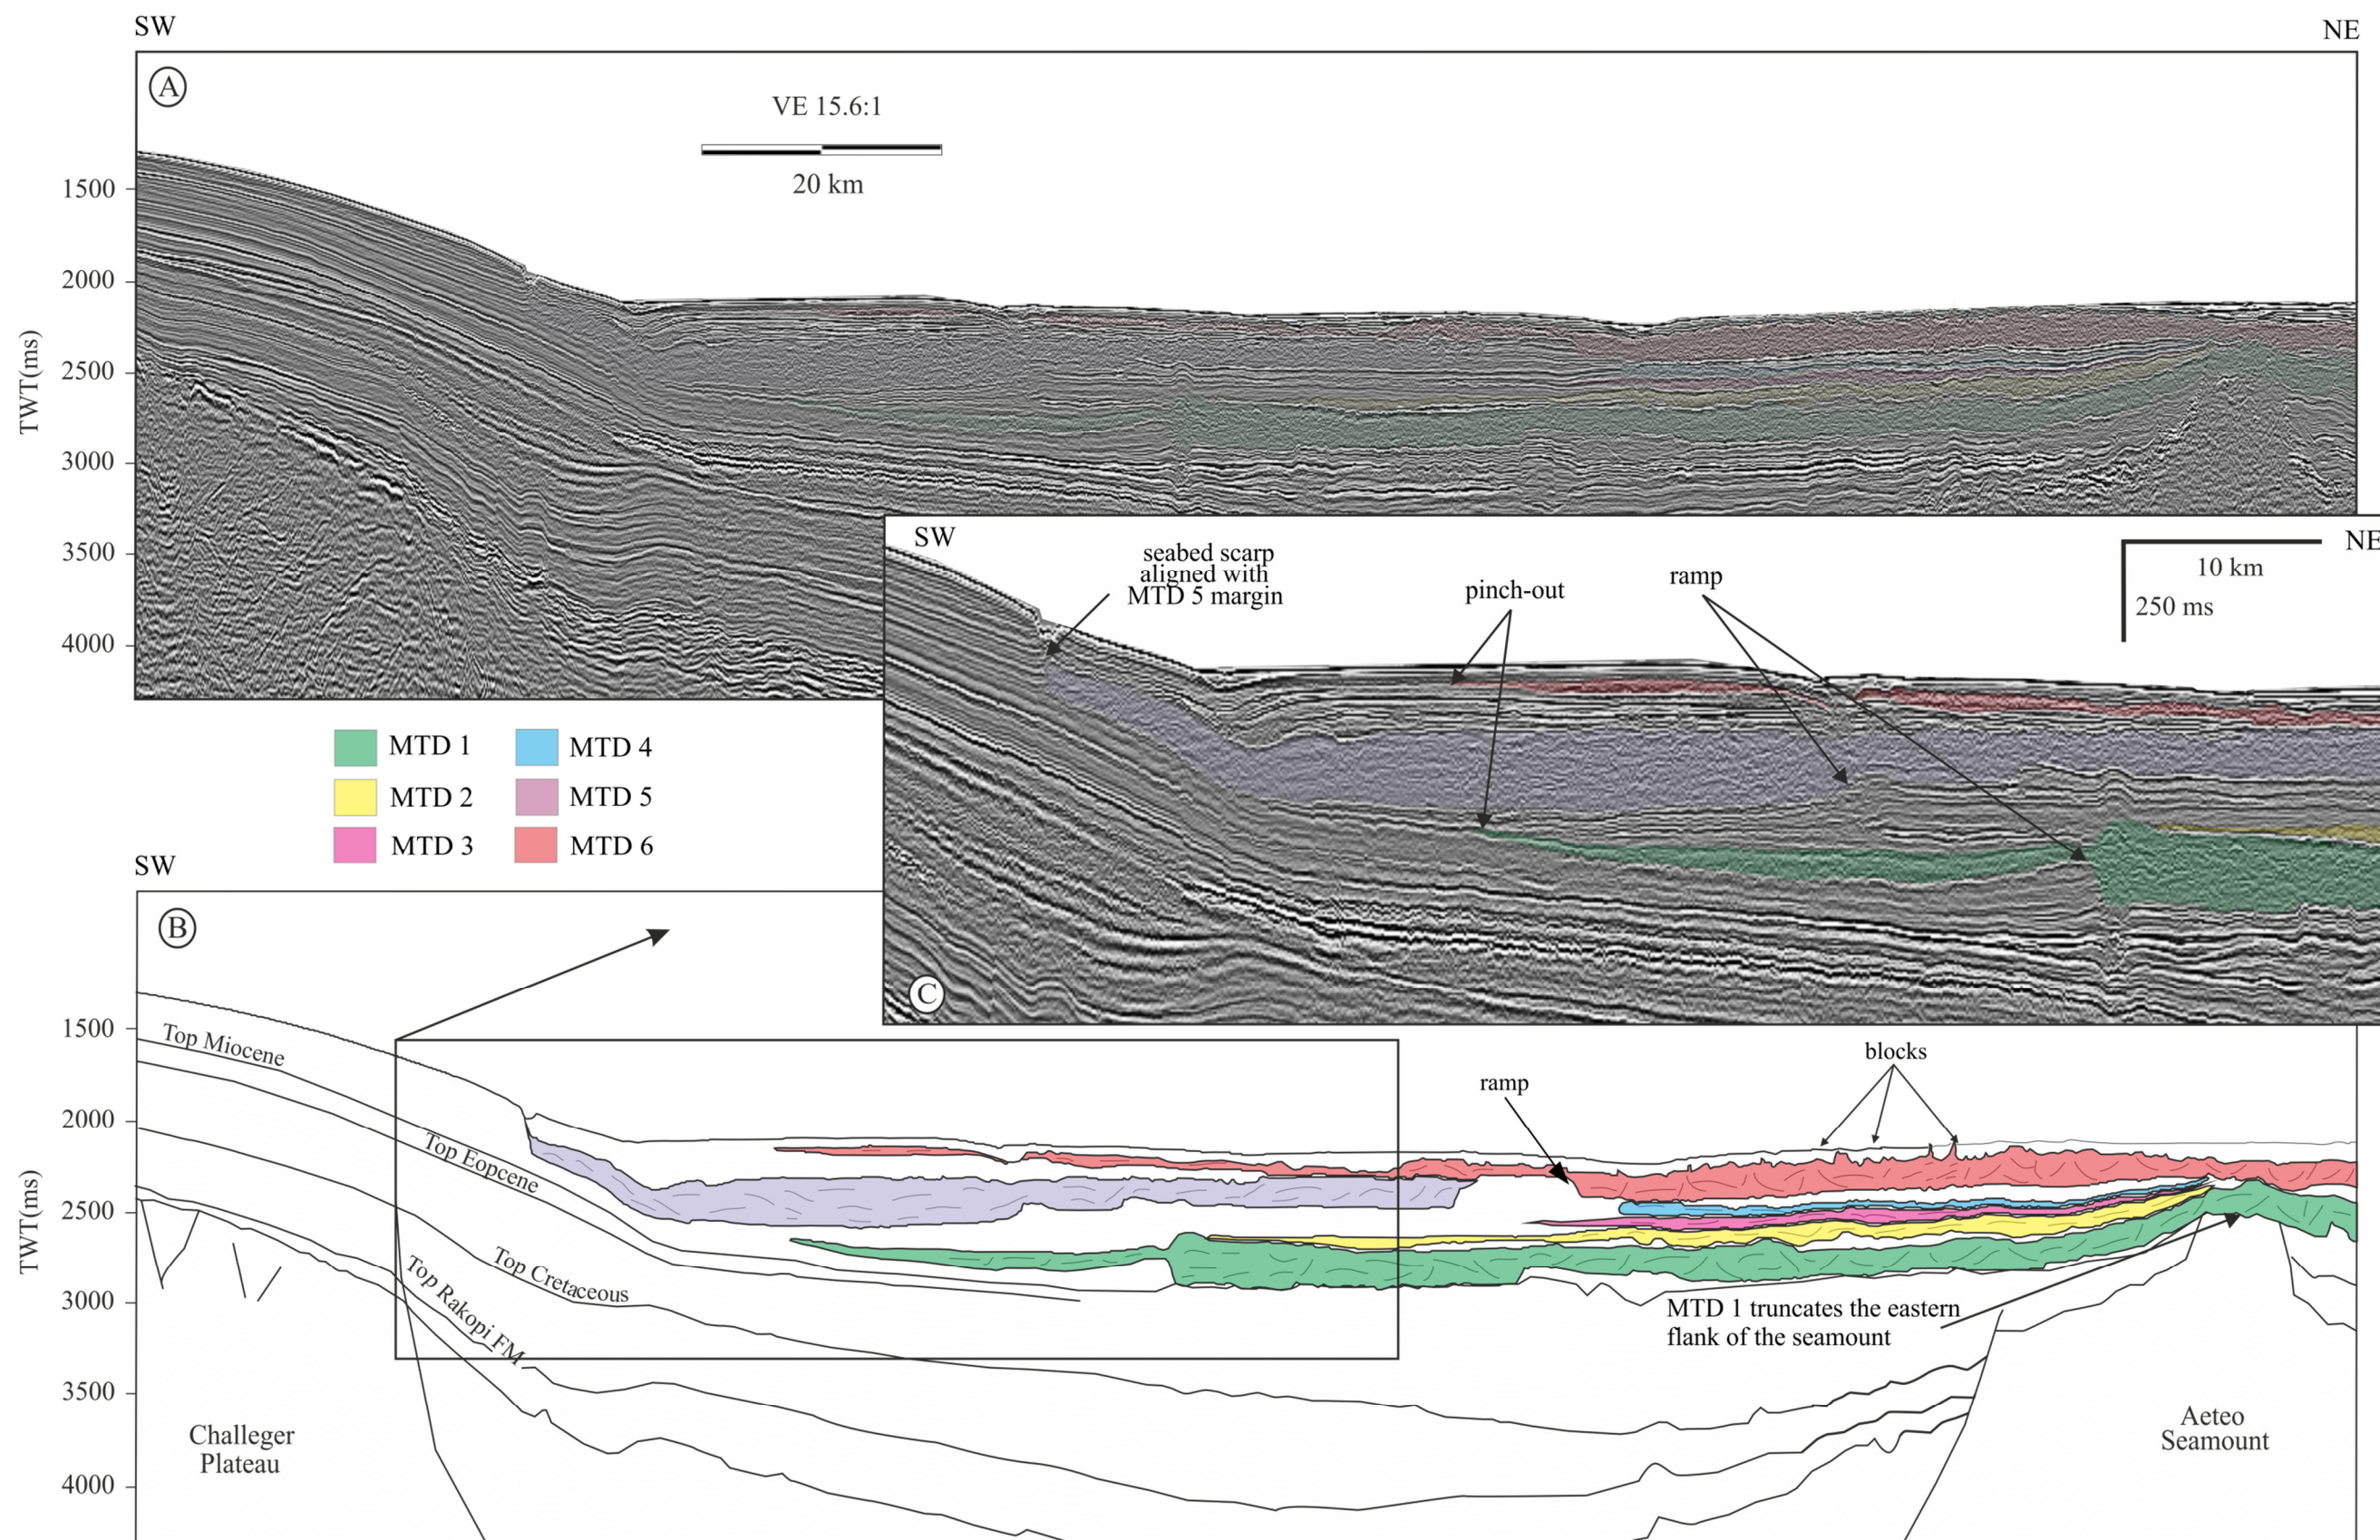 SW
NE
A
VE 15.6:1
20 km
1500
2000
2500
3000
3500
4000
TWT(ms)
SW
NE
seabed scarp
aligned with
MTD 5 margin
pinch-out
ramp
10 km
250 ms
C
MTD 1
MTD 2
MTD 3
MTD 4
MTD 5
MTD 6
SW
B
1500
2000
2500
3000
3500
4000
TWT(ms)
Top Miocene
Top Eopcene
Top Cretaceous
Top Rakopi FM
ramp
blocks
MTD 1 truncates the eastern
flank of the seamount
Challeger
Plateau
Aeteo
Seamount